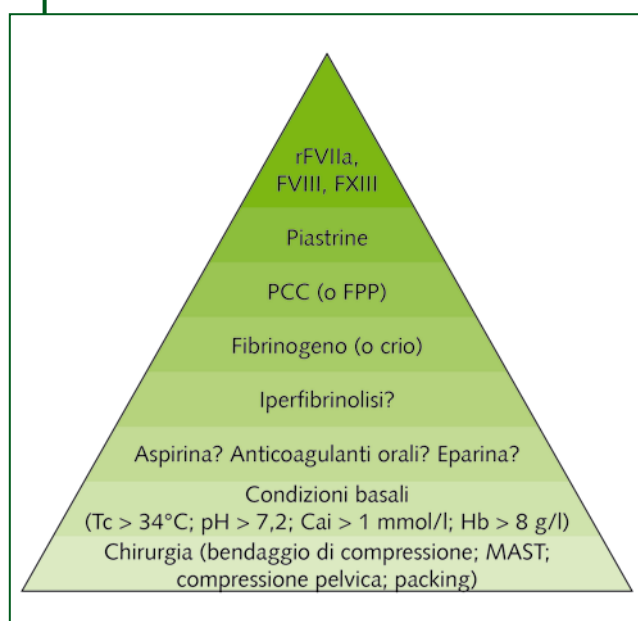 rFVIIa,
FVIII, FXIII
Piastrine
PCC (o FPP)
Fibrinogeno (o crio)
Iperfibrinolisi?
Aspirina? Anticoagulanti orali? Eparina?
Condizioni basali
(Tc > 34°C; pH > 7,2; Cai > 1 mmol/l; Hb > 8 g/l)
Chirurgia (bendaggio di compressione; MAST;
compressione pelvica; packing)